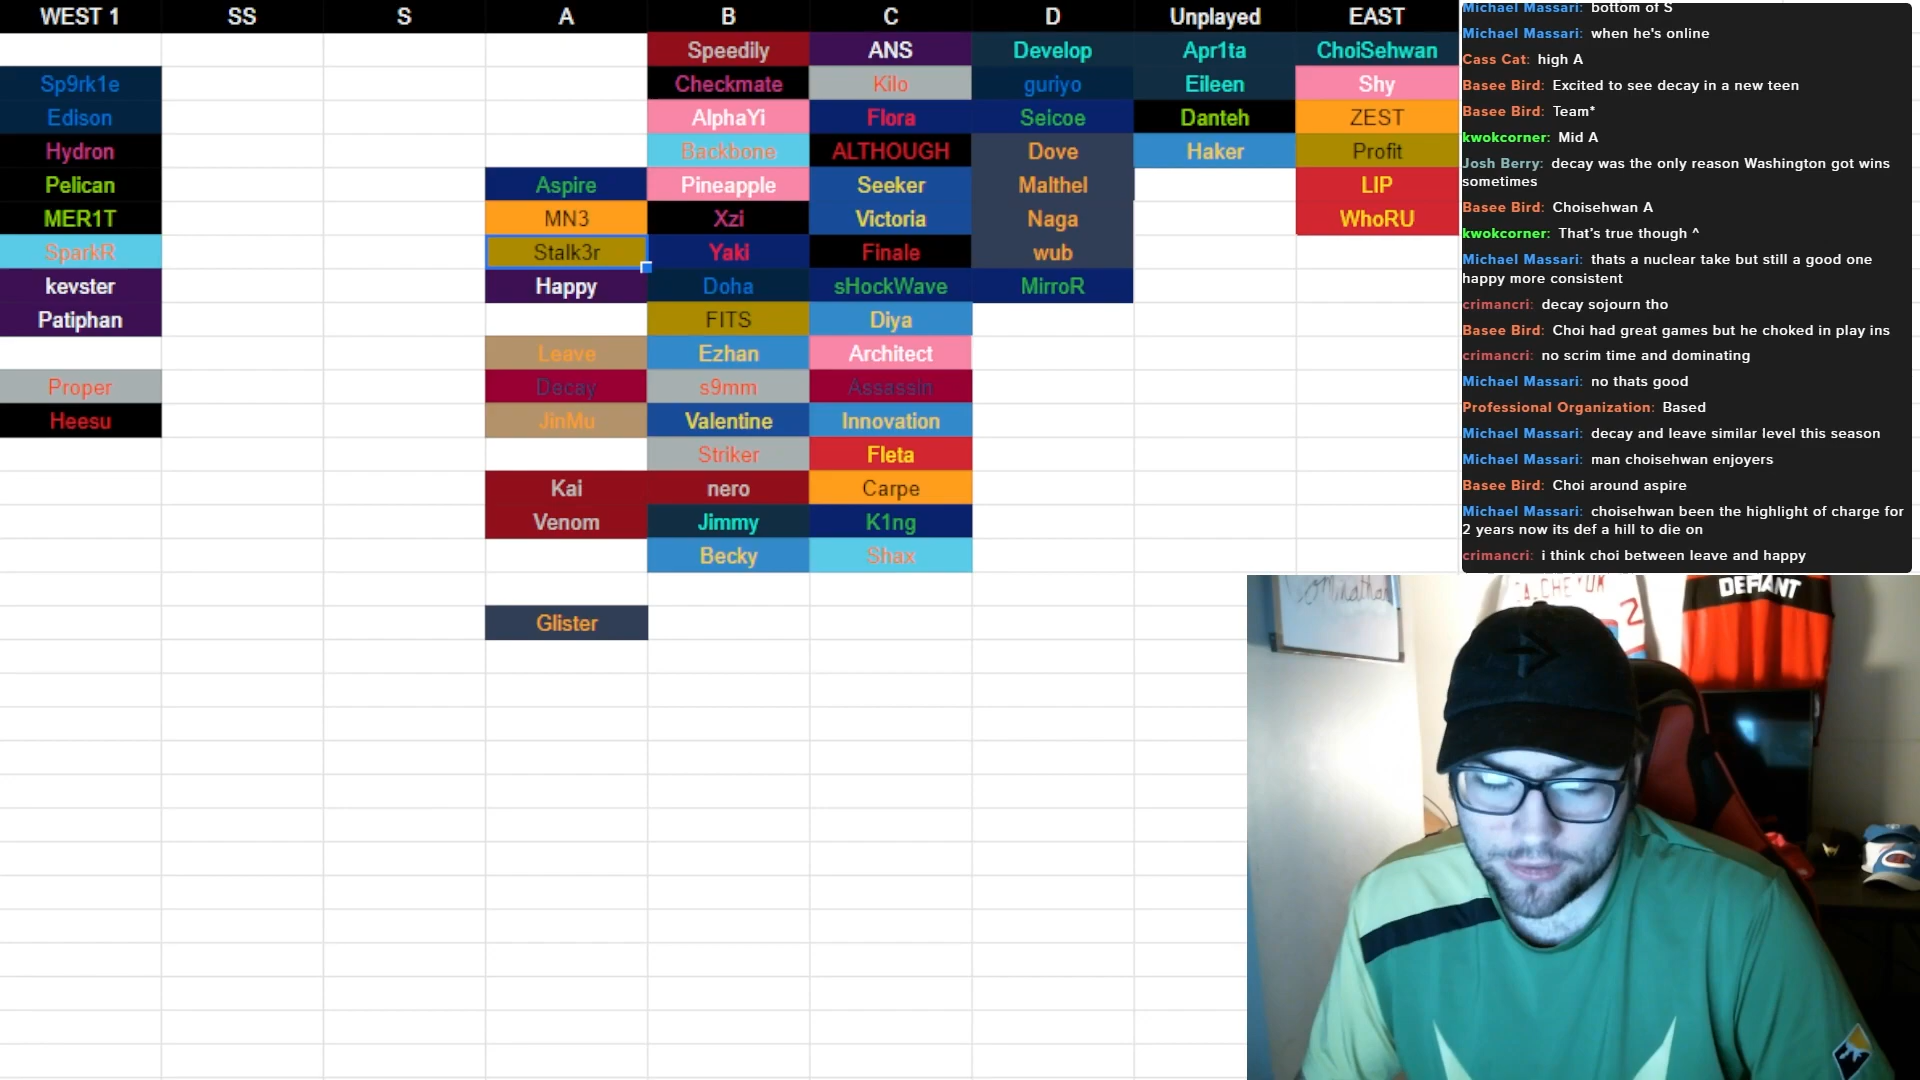 WEST 1 SS S A B C D Unplayed EAST
Speedily ANS Develop Apr1ta ChoiSehwan
Sp9rk1e Checkmate Kilo guriyo Eileen Shy
Edison AlphaYi Flora Seicoe Danteh ZEST
Hydron Backbone ALTHOUGH Dove Haker Profit
Pelican Aspire Pineapple Seeker Malthel LIP
MER1T MN3 Xzi Victoria Naga WhoRU
SparkR Stalk3r Yaki Finale wub
kevster Happy Doha sHockWave MirroR
Patiphan FITS Diya
Leave Ezhan Architect
Proper Decay s9mm Assassin
Heesu JinMu Valentine Innovation
Striker Fleta
Kai nero Carpe
Venom Jimmy K1ng
Becky Shax
Glister
Michael Massari: bottom of S
Michael Massari: when he's online
Cass Cat: high A
Basee Bird: Excited to see decay in a new teen
Basee Bird: Team*
kwokcorner: Mid A
Josh Berry: decay was the only reason Washington got wins
sometimes
Basee Bird: Choisehwan A
kwokcorner: That's true though ^
Michael Massari: thats a nuclear take but still a good one
happy more consistent
crimancri: decay sojourn tho
Basee Bird: Choi had great games but he choked in play ins
crimancri: no scrim time and dominating
Michael Massari: no thats good
Professional Organization: Based
Michael Massari: decay and leave similar level this season
Michael Massari: man choisehwan enjoyers
Basee Bird: Choi around aspire
Michael Massari: choisehwan been the highlight of charge for
2 years now its def a hill to die on
crimancri: i think choi between leave and happy
DEFIANT
2